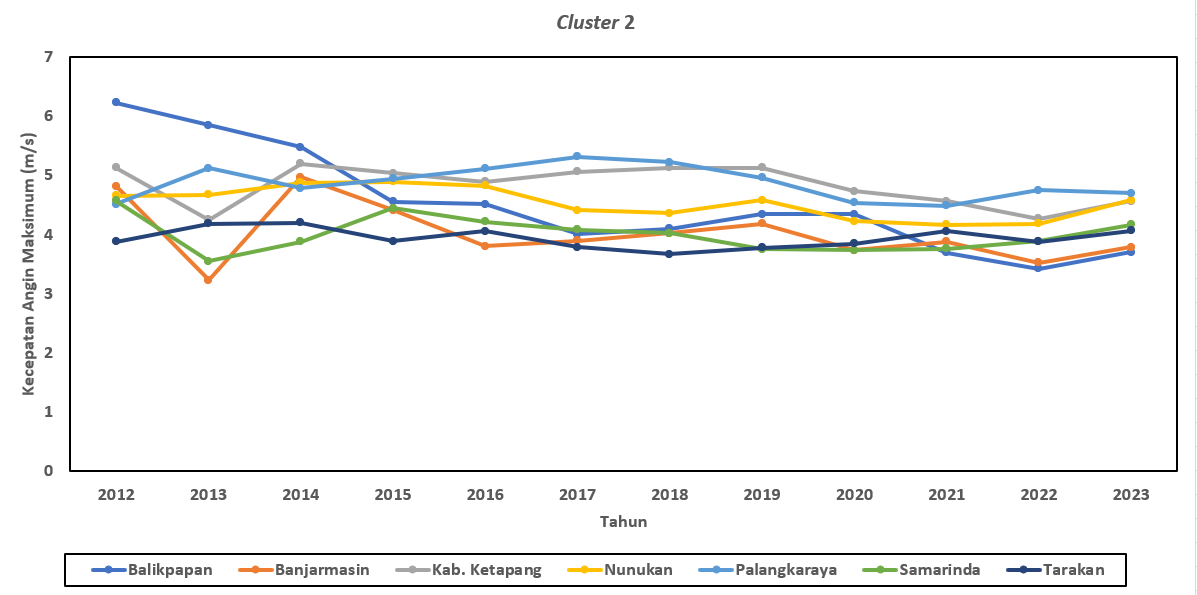 Cluster 2
7
6
5
4
3
2
1
0
Kecepatan Angin Maksimum (m/s)
2012 2013 2014 2015 2016 2017 2018 2019 2020 2021 2022 2023
Tahun
Balikpapan Banjarmasin Kab. Ketapang Nunukan Palangkaraya Samarinda Tarakan